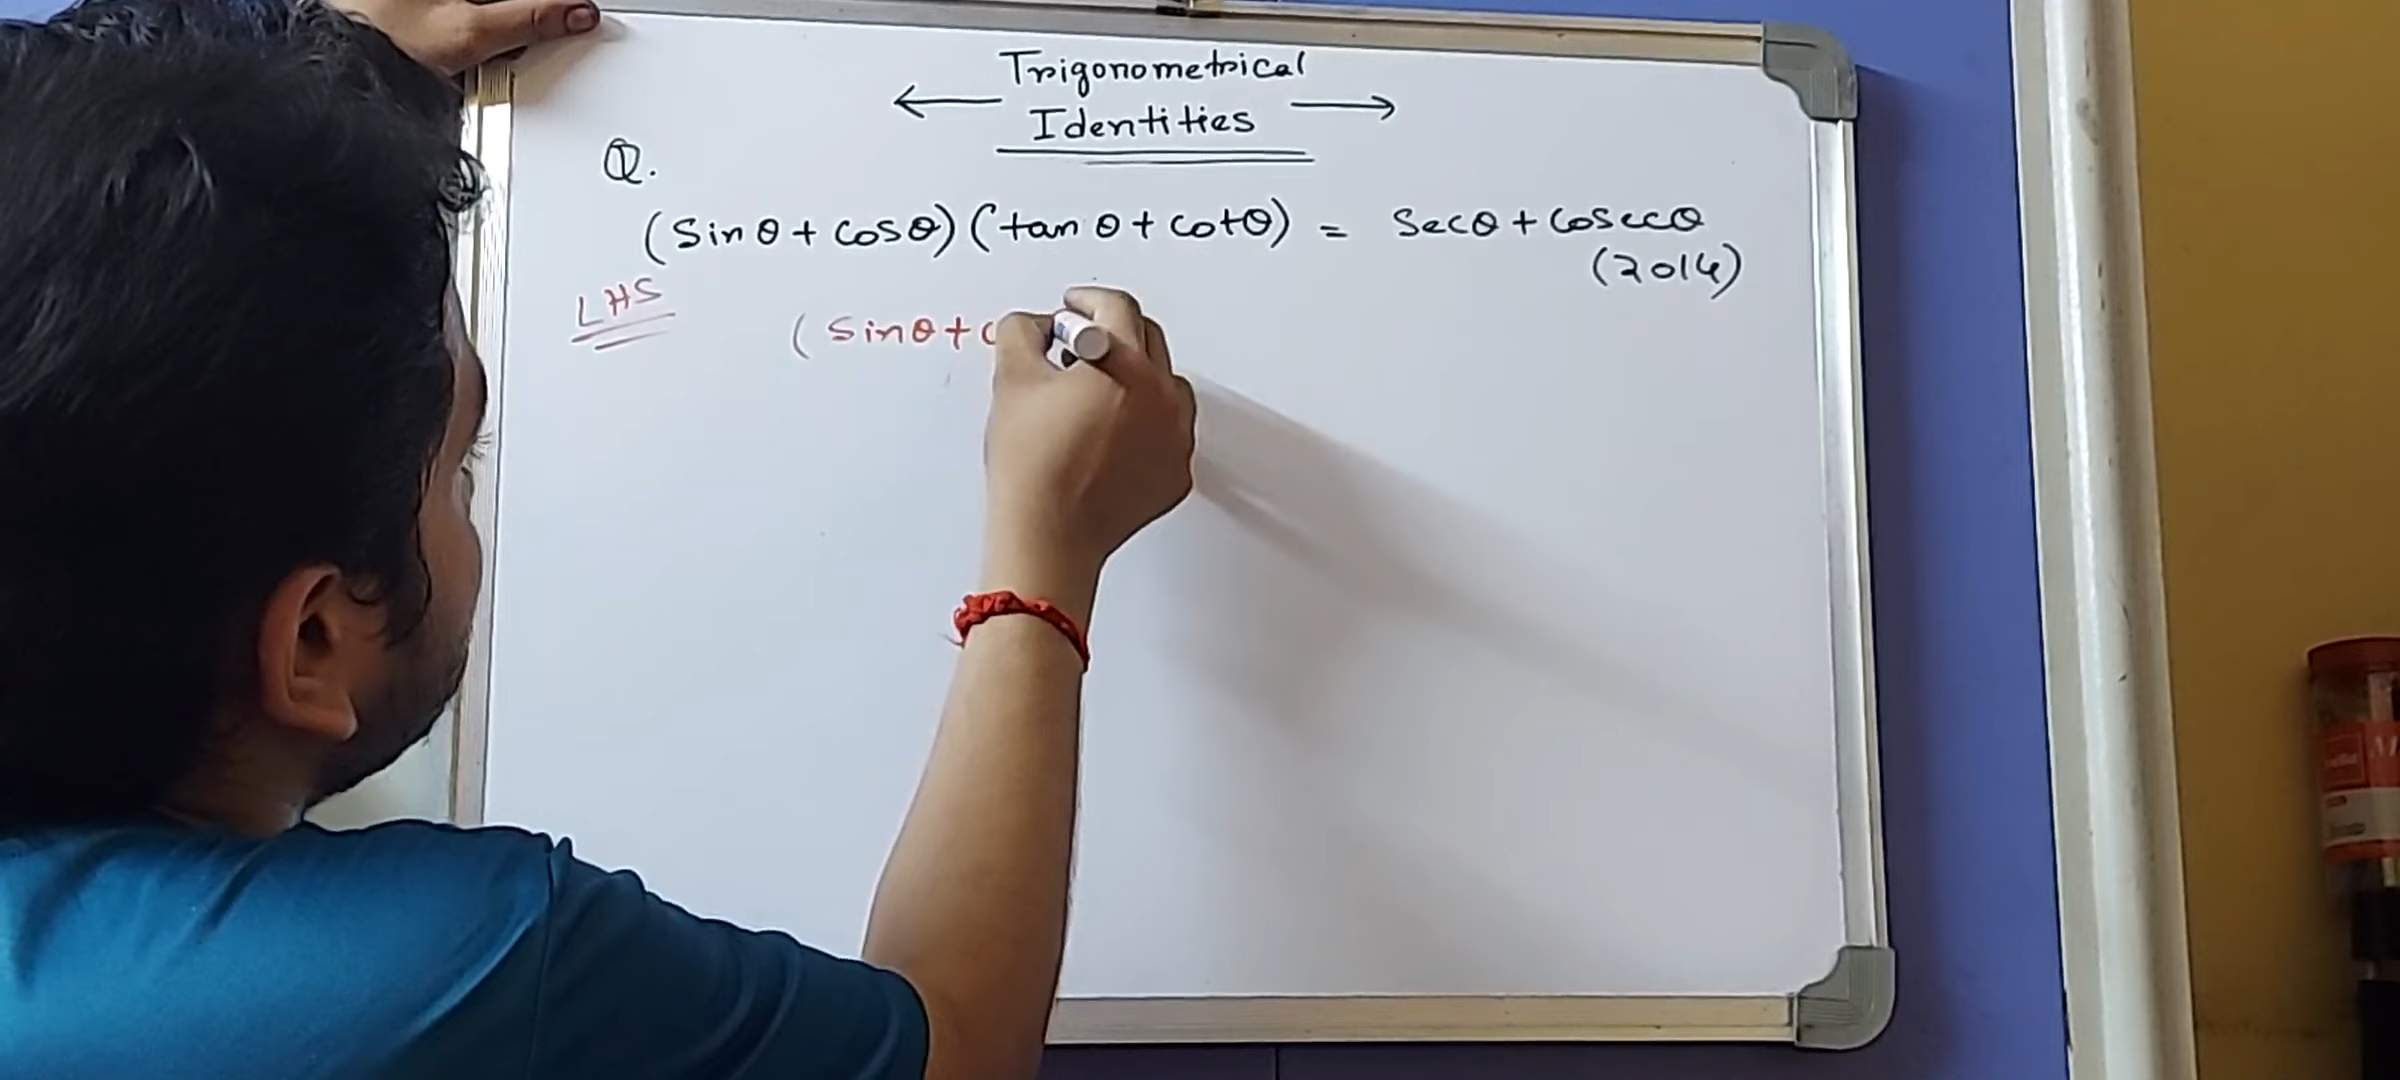 Trigonometrical
← Identities →
Q.
(Sinθ + cosθ)(tanθ + cotθ) = Secθ + Cosecθ
(2014)
LHS (Sinθ + c